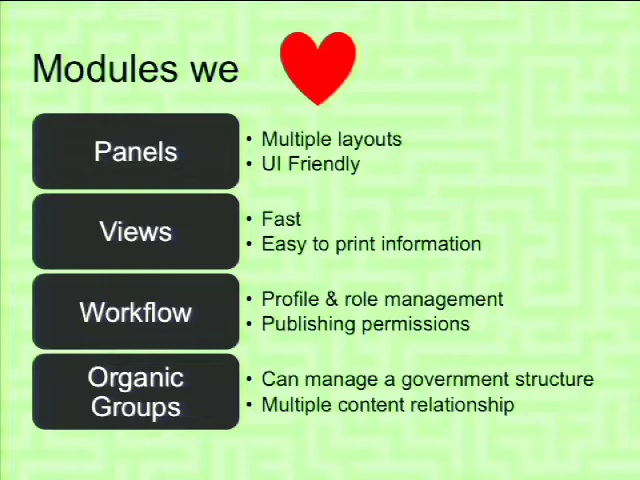 Modules we
Panels
• Multiple layouts
• UI Friendly
Views
• Fast
• Easy to print information
Workflow
• Profile & role management
• Publishing permissions
Organic
Groups
• Can manage a government structure
• Multiple content relationship